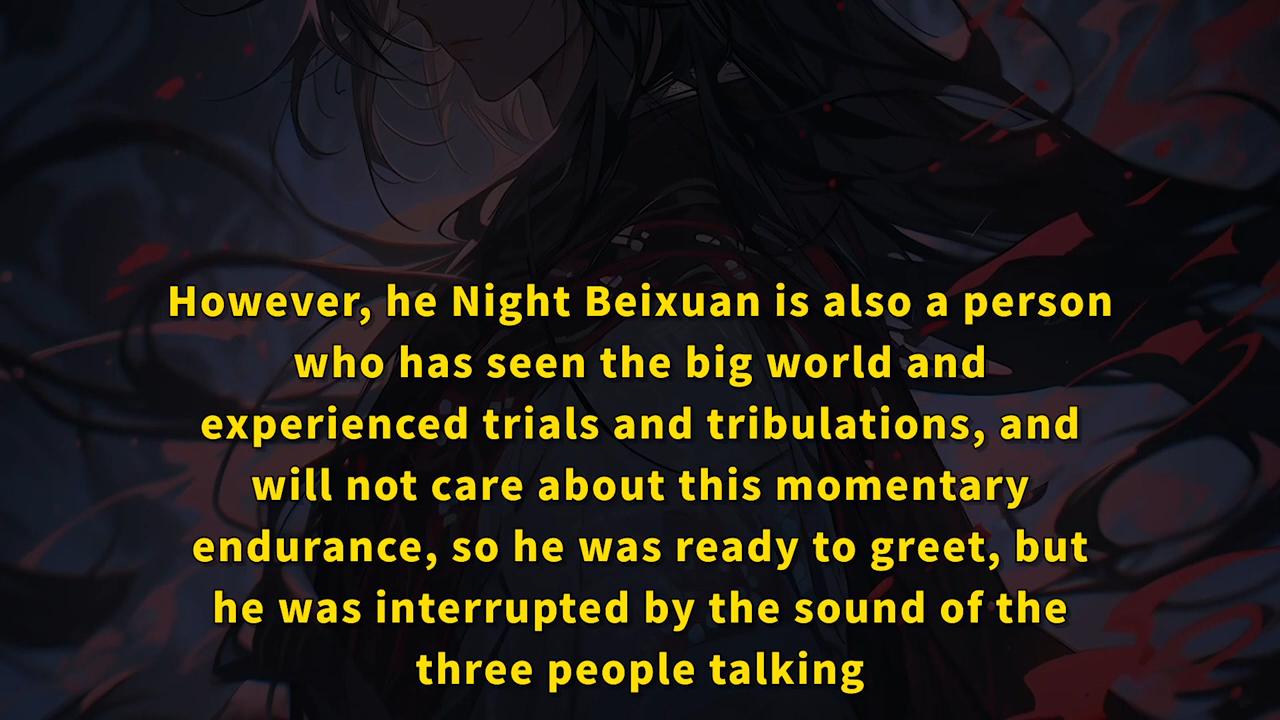 However, he Night Beixuan is also a person
who has seen the big world and
experienced trials and tribulations, and
will not care about this momentary
endurance, so he was ready to greet, but
he was interrupted by the sound of the
three people talking